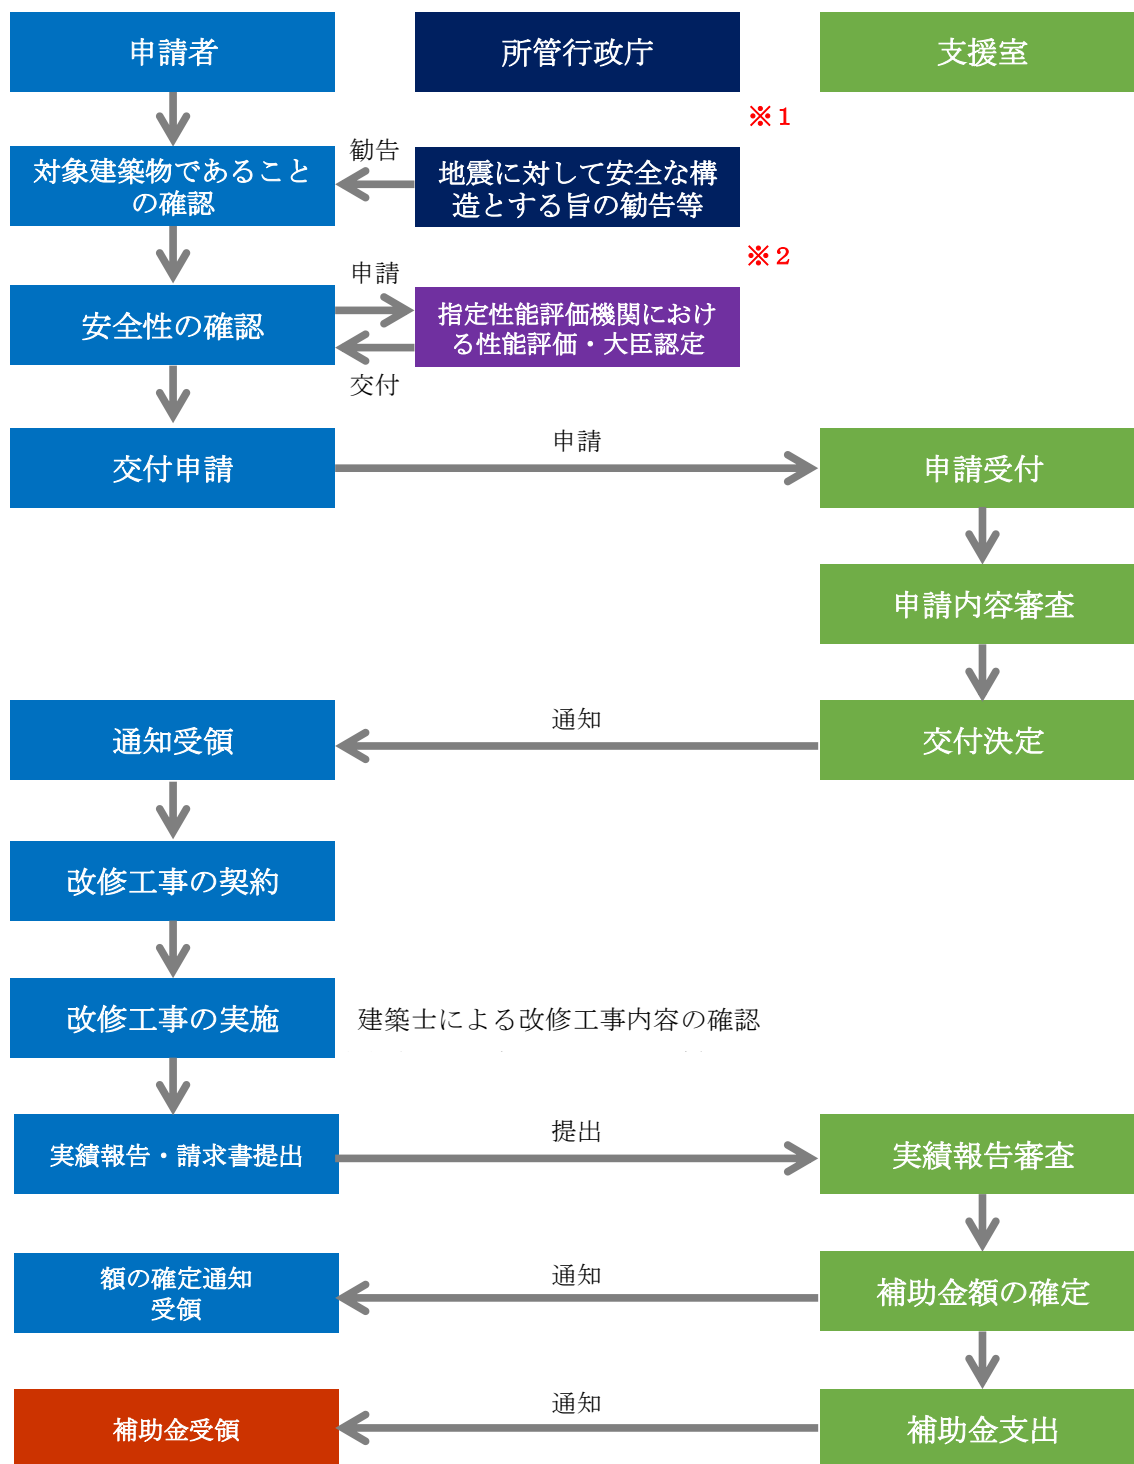 申請者
所管行政庁
支援室
※1
勧告
対象建築物であること
の確認
地震に対して安全な構
造とする旨の勧告等
※2
申請
安全性の確認
指定性能評価機関におけ
る性能評価・大臣認定
交付
交付申請
申請
申請受付
申請内容審査
通知受領
通知
交付決定
改修工事の契約
改修工事の実施
建築士による改修工事内容の確認
実績報告・請求書提出
提出
実績報告審査
額の確定通知
受領
通知
補助金額の確定
補助金受領
通知
補助金支出